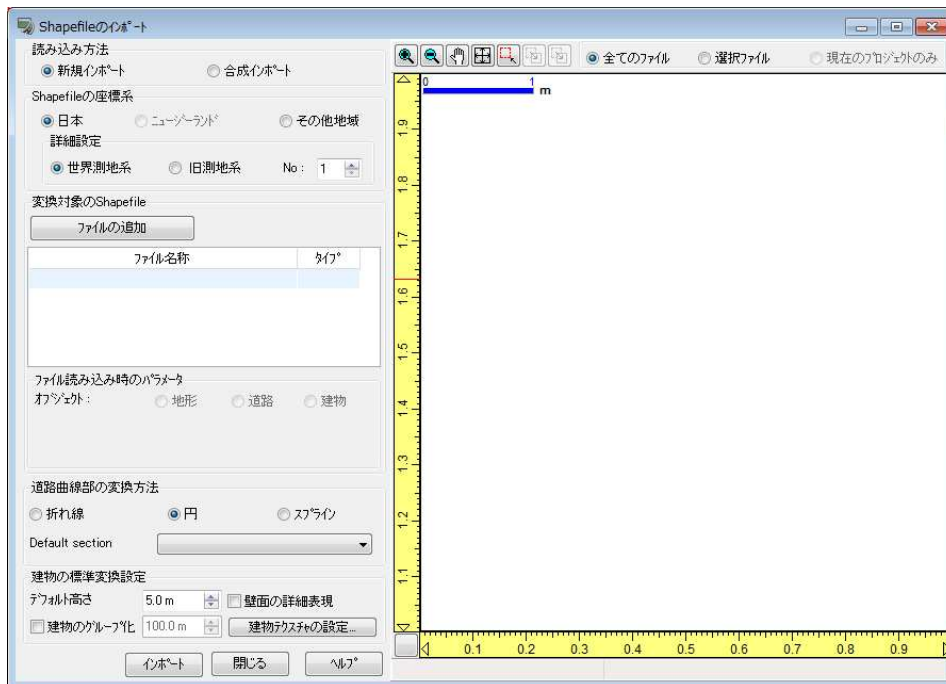 Shapefileのインポート
読み込み方法
新規インポート 合成インポート
Shapefileの座標系
日本 ニュージーランド その他地域
詳細設定
世界測地系 旧測地系 No： 1
変換対象のShapefile
ファイルの追加
ファイル名称 タイプ
ファイル読み込み時のパラメータ
オブジェクト： 地形 道路 建物
道路曲線部の変換方法
折れ線 円 スプライン
Default section
建物の標準変換設定
デフォルト高さ 5.0 m 壁面の詳細表現
建物のグループ化 100.0 m 建物テクスチャの設定...
インポート 閉じる ヘルプ
全てのファイル 選択ファイル 現在のプロジェクトのみ
0 1 m
1.9
1.8
1.7
1.6
1.5
1.4
1.3
1.2
1.1
0.1 0.2 0.3 0.4 0.5 0.6 0.7 0.8 0.9